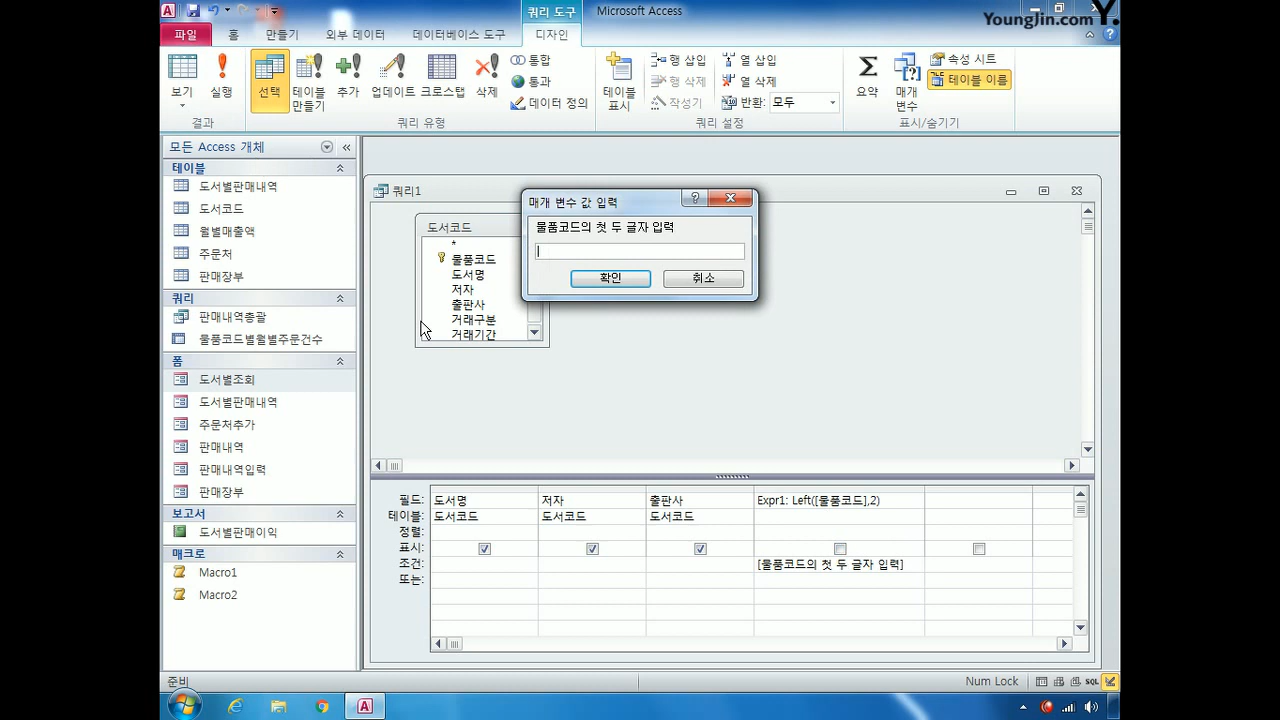 쿼리 도구
Microsoft Access
YoungJin.com Y.
파일
홈
만들기
외부 데이터
데이터베이스 도구
디자인
보기
실행
선택
테이블 만들기
추가
업데이트
크로스탭
삭제
통합
통과
데이터 정의
테이블 표시
행 삽입
행 삭제
작성기
열 삽입
열 삭제
반환: 모두
요약
매개 변수
속성 시트
테이블 이름
결과
쿼리 유형
쿼리 설정
표시/숨기기
모든 Access 개체
테이블
도서별판매내역
도서코드
월별매출액
주문처
판매장부
쿼리
판매내역총괄
물품코드별월별주문건수
폼
도서별조회
도서별판매내역
주문처추가
판매내역
판매내역입력
판매장부
보고서
도서별판매이익
매크로
Macro1
Macro2
쿼리1
도서코드
*
물품코드
도서명
저자
출판사
거래구분
거래기간
매개 변수 값 입력
물품코드의 첫 두 글자 입력
확인
취소
필드: 도서명 저자 출판사 Expr1: Left([물품코드],2)
테이블: 도서코드 도서코드 도서코드
정렬:
표시:
조건: [물품코드의 첫 두 글자 입력]
또는:
준비
Num Lock
SQL